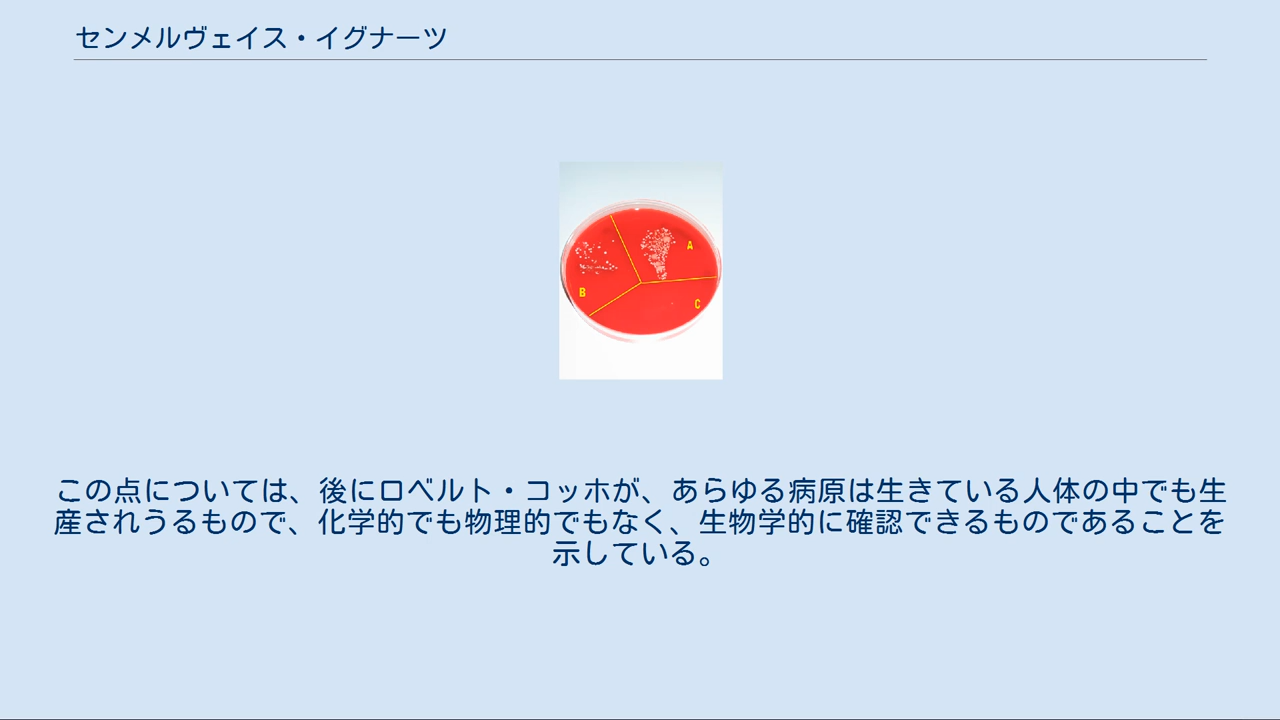 センメルヴェイス・イグナーツ
A
B
C
この点については、後にロベルト・コッホが、あらゆる病原は生きている人体の中でも生
産されうるもので、化学的でも物理的でもなく、生物学的に確認できるものであることを
示している。